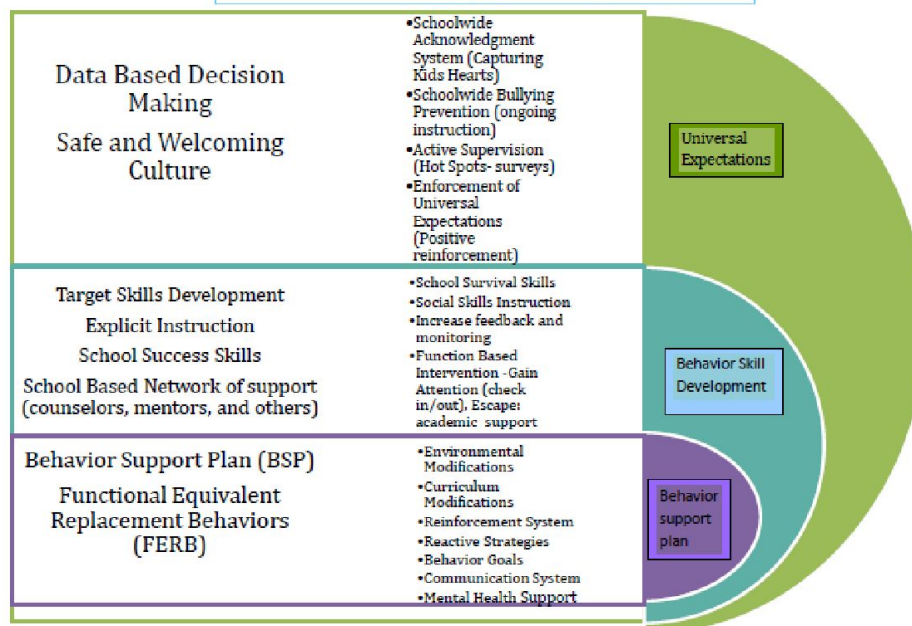 Data Based Decision
Making
Safe and Welcoming
Culture
•Schoolwide
Acknowledgment
System (Capturing
Kids Hearts)
•Schoolwide Bullying
Prevention (ongoing
instruction)
•Active Supervision
(Hot Spots- surveys)
•Enforcement of
Universal
Expectations
(Positive
reinforcement)
Universal
Expectations
Target Skills Development
Explicit Instruction
School Success Skills
School Based Network of support
(counselors, mentors, and others)
•School Survival Skills
•Social Skills Instruction
•Increase feedback and
monitoring
•Function Based
Intervention -Gain
Attention (check
in/out), Escape:
academic support
Behavior Skill
Development
Behavior Support Plan (BSP)
Functional Equivalent
Replacement Behaviors
(FERB)
•Environmental
Modifications
•Curriculum
Modifications
•Reinforcement System
•Reactive Strategies
•Behavior Goals
•Communication System
•Mental Health Support
Behavior
support
plan